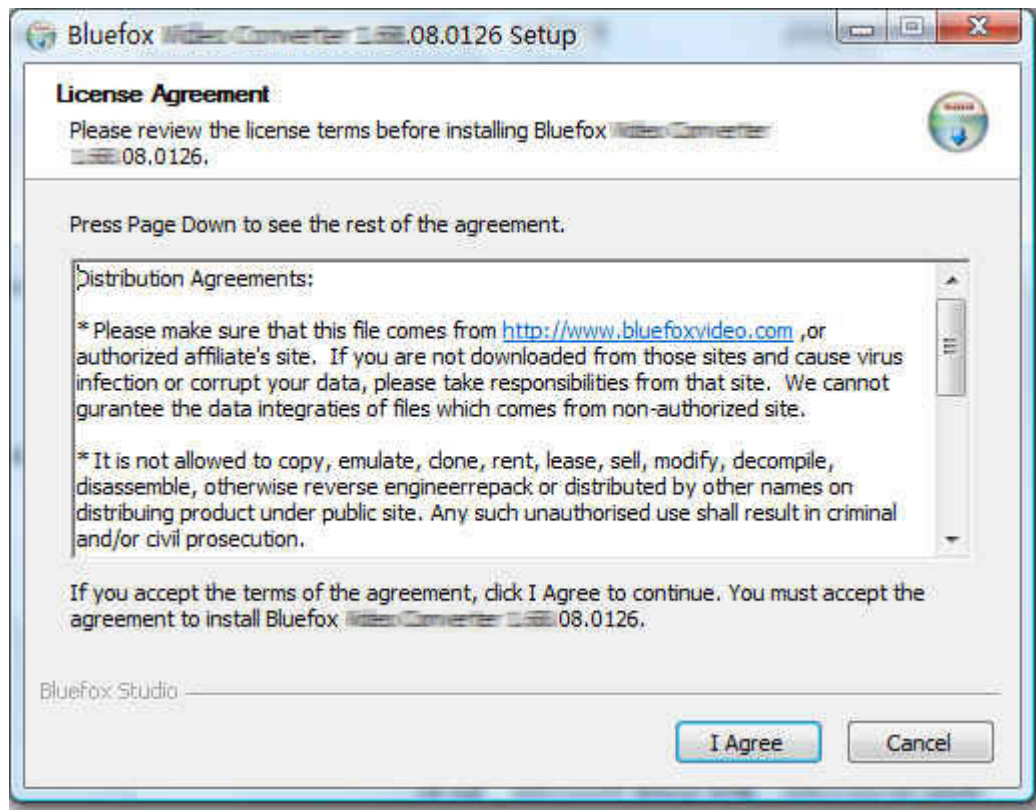 Bluefox .08.0126 Setup
License Agreement
Please review the license terms before installing Bluefox
08.0126.
Press Page Down to see the rest of the agreement.
Distribution Agreements:
* Please make sure that this file comes from http://www.bluefoxvideo.com ,or
authorized affiliate's site. If you are not downloaded from those sites and cause virus
infection or corrupt your data, please take responsibilities from that site. We cannot
gurantee the data integraties of files which comes from non-authorized site.
* It is not allowed to copy, emulate, clone, rent, lease, sell, modify, decompile,
disassemble, otherwise reverse engineerrepack or distributed by other names on
distribuing product under public site. Any such unauthorised use shall result in criminal
and/or civil prosecution.
If you accept the terms of the agreement, click I Agree to continue. You must accept the
agreement to install Bluefox 08.0126.
Bluefox Studio
I Agree
Cancel